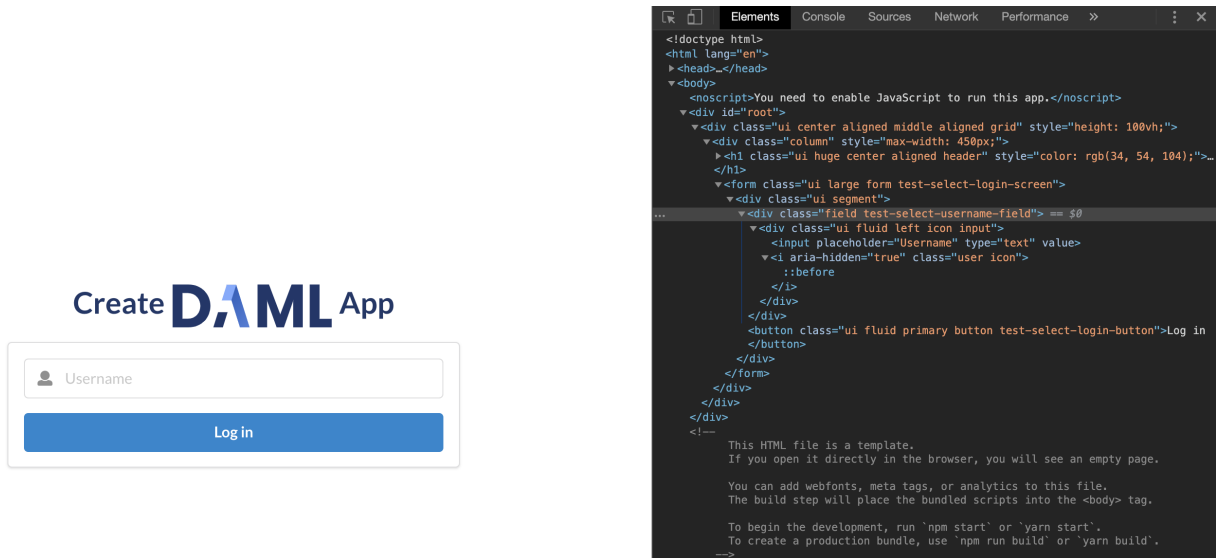 Create DAML App
Username
Log in
Elements Console Sources Network Performance »
<!doctype html>
<html lang="en">
▶<head>…</head>
▼<body>
<noscript>You need to enable JavaScript to run this app.</noscript>
▼<div id="root">
▼<div class="ui center aligned middle aligned grid" style="height: 100vh;">
▼<div class="column" style="max-width: 450px;">
▶<h1 class="ui huge center aligned header" style="color: rgb(34, 54, 104);">…
</h1>
▼<form class="ui large form test-select-login-screen">
▼<div class="ui segment">
… ▼<div class="field test-select-username-field"> == $0
▼<div class="ui fluid left icon input">
<input placeholder="Username" type="text" value>
▼<i aria-hidden="true" class="user icon">
::before
</i>
</div>
</div>
<button class="ui fluid primary button test-select-login-button">Log in
</button>
</div>
</form>
</div>
</div>
</div>
<!--
This HTML file is a template.
If you open it directly in the browser, you will see an empty page.
You can add webfonts, meta tags, or analytics to this file.
The build step will place the bundled scripts into the <body> tag.
To begin the development, run `npm start` or `yarn start`.
To create a production bundle, use `npm run build` or `yarn build`.
-->